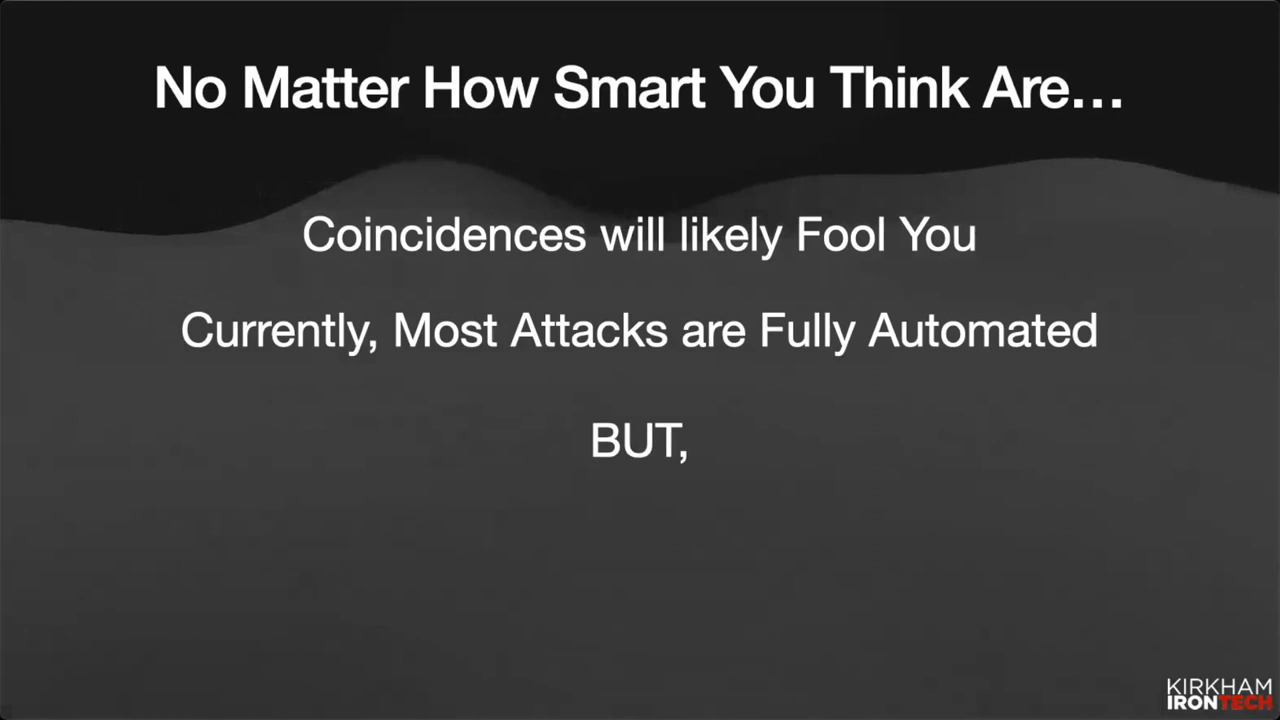 No Matter How Smart You Think Are...
Coincidences will likely Fool You
Currently, Most Attacks are Fully Automated
BUT,
KIRKHAM
IRONTECH